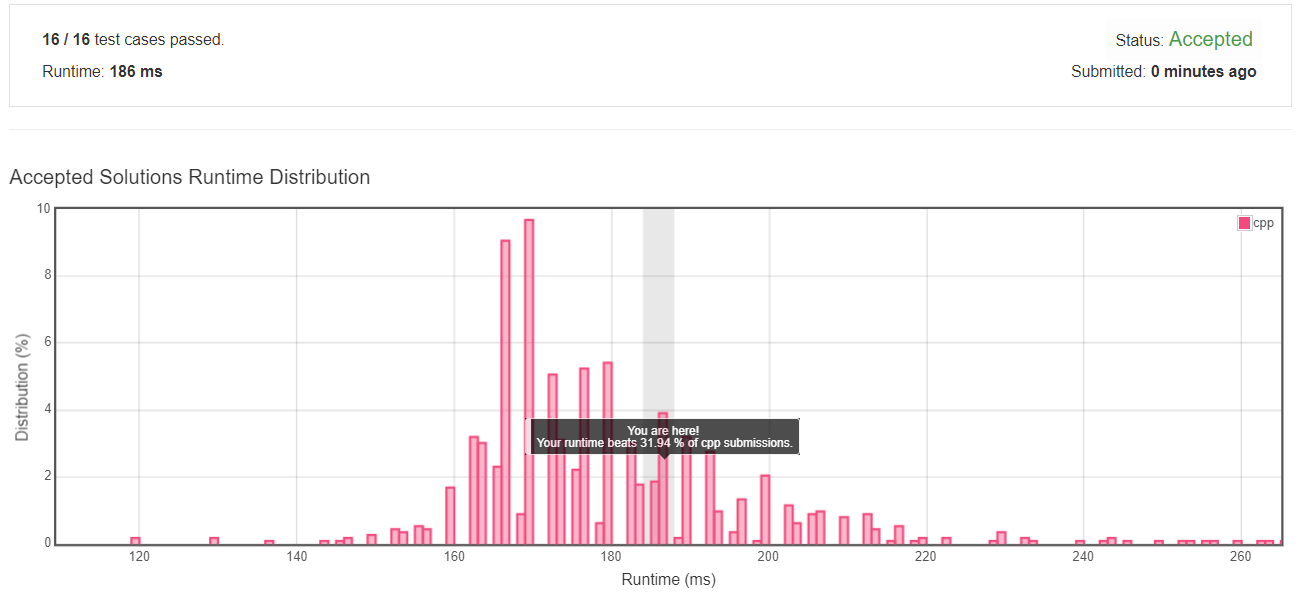 16 / 16 test cases passed.
Status: Accepted
Runtime: 186 ms
Submitted: 0 minutes ago
Accepted Solutions Runtime Distribution
10
cpp
8
6
You are here!
Your runtime beats 31.94 % of cpp submissions.
4
2
0
Distribution (%)
120 140 160 180 200 220 240 260
Runtime (ms)